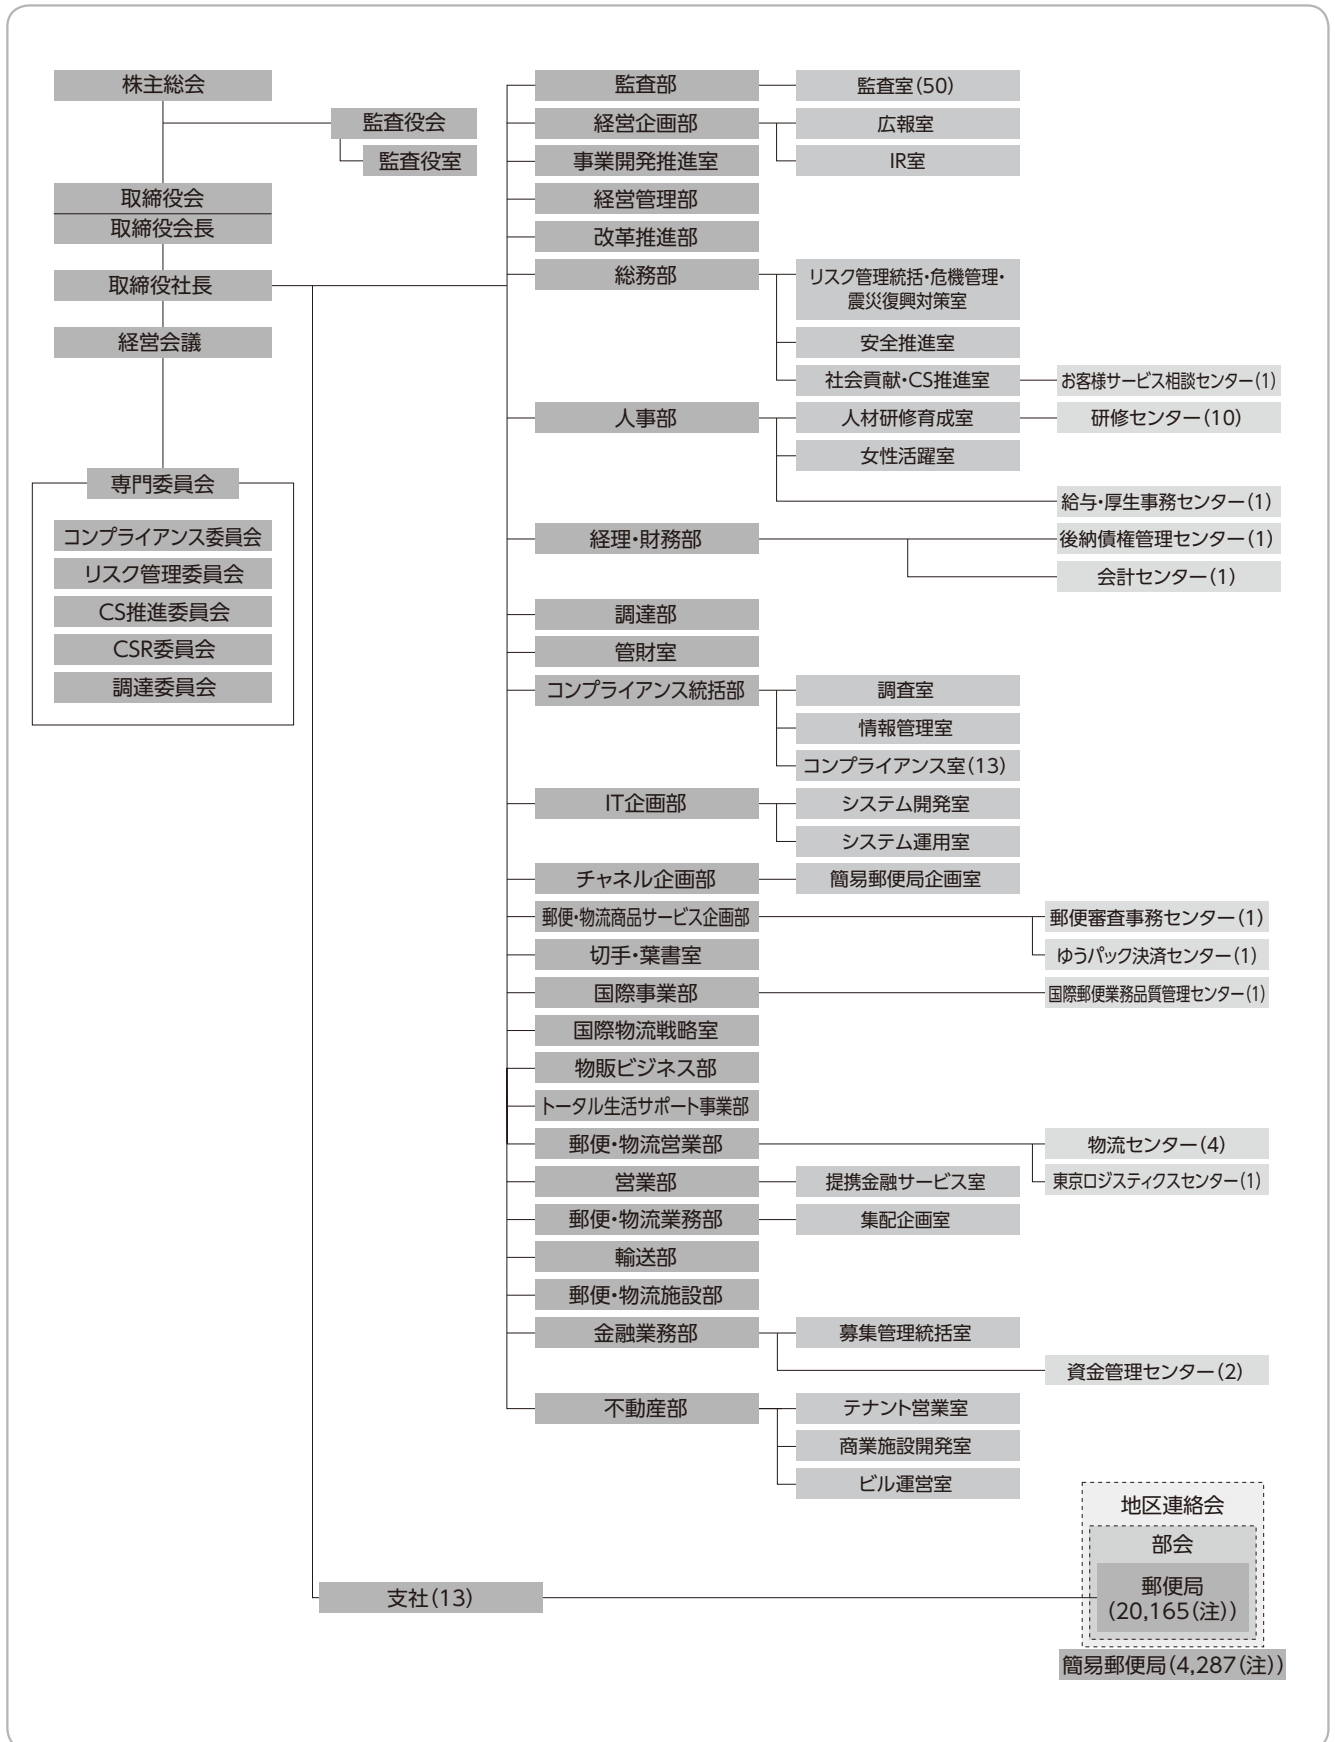 株主総会
監査役会
監査役室
取締役会
取締役会長
取締役社長
経営会議
専門委員会
コンプライアンス委員会
リスク管理委員会
CS推進委員会
CSR委員会
調達委員会
監査部
監査室(50)
経営企画部
広報室
IR室
事業開発推進室
経営管理部
改革推進部
総務部
リスク管理統括・危機管理・
震災復興対策室
安全推進室
社会貢献・CS推進室
お客様サービス相談センター(1)
人事部
人材研修育成室
研修センター(10)
女性活躍室
給与・厚生事務センター(1)
経理・財務部
後納債権管理センター(1)
会計センター(1)
調達部
管財室
コンプライアンス統括部
調査室
情報管理室
コンプライアンス室(13)
IT企画部
システム開発室
システム運用室
チャネル企画部
簡易郵便局企画室
郵便・物流商品サービス企画部
郵便審査事務センター(1)
ゆうパック決済センター(1)
切手・葉書室
国際事業部
国際郵便業務品質管理センター(1)
国際物流戦略室
物販ビジネス部
トータル生活サポート事業部
郵便・物流営業部
物流センター(4)
東京ロジスティクスセンター(1)
営業部
提携金融サービス室
郵便・物流業務部
集配企画室
輸送部
郵便・物流施設部
金融業務部
募集管理統括室
資金管理センター(2)
不動産部
テナント営業室
商業施設開発室
ビル運営室
支社(13)
地区連絡会
部会
郵便局
(20,165(注))
簡易郵便局(4,287(注))